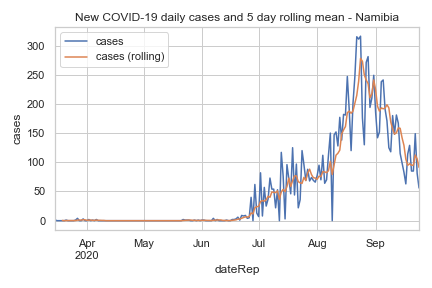 New COVID-19 daily cases and 5 day rolling mean - Namibia
cases
cases (rolling)
300
250
200
150
100
50
0
cases
Apr May Jun Jul Aug Sep
2020
dateRep